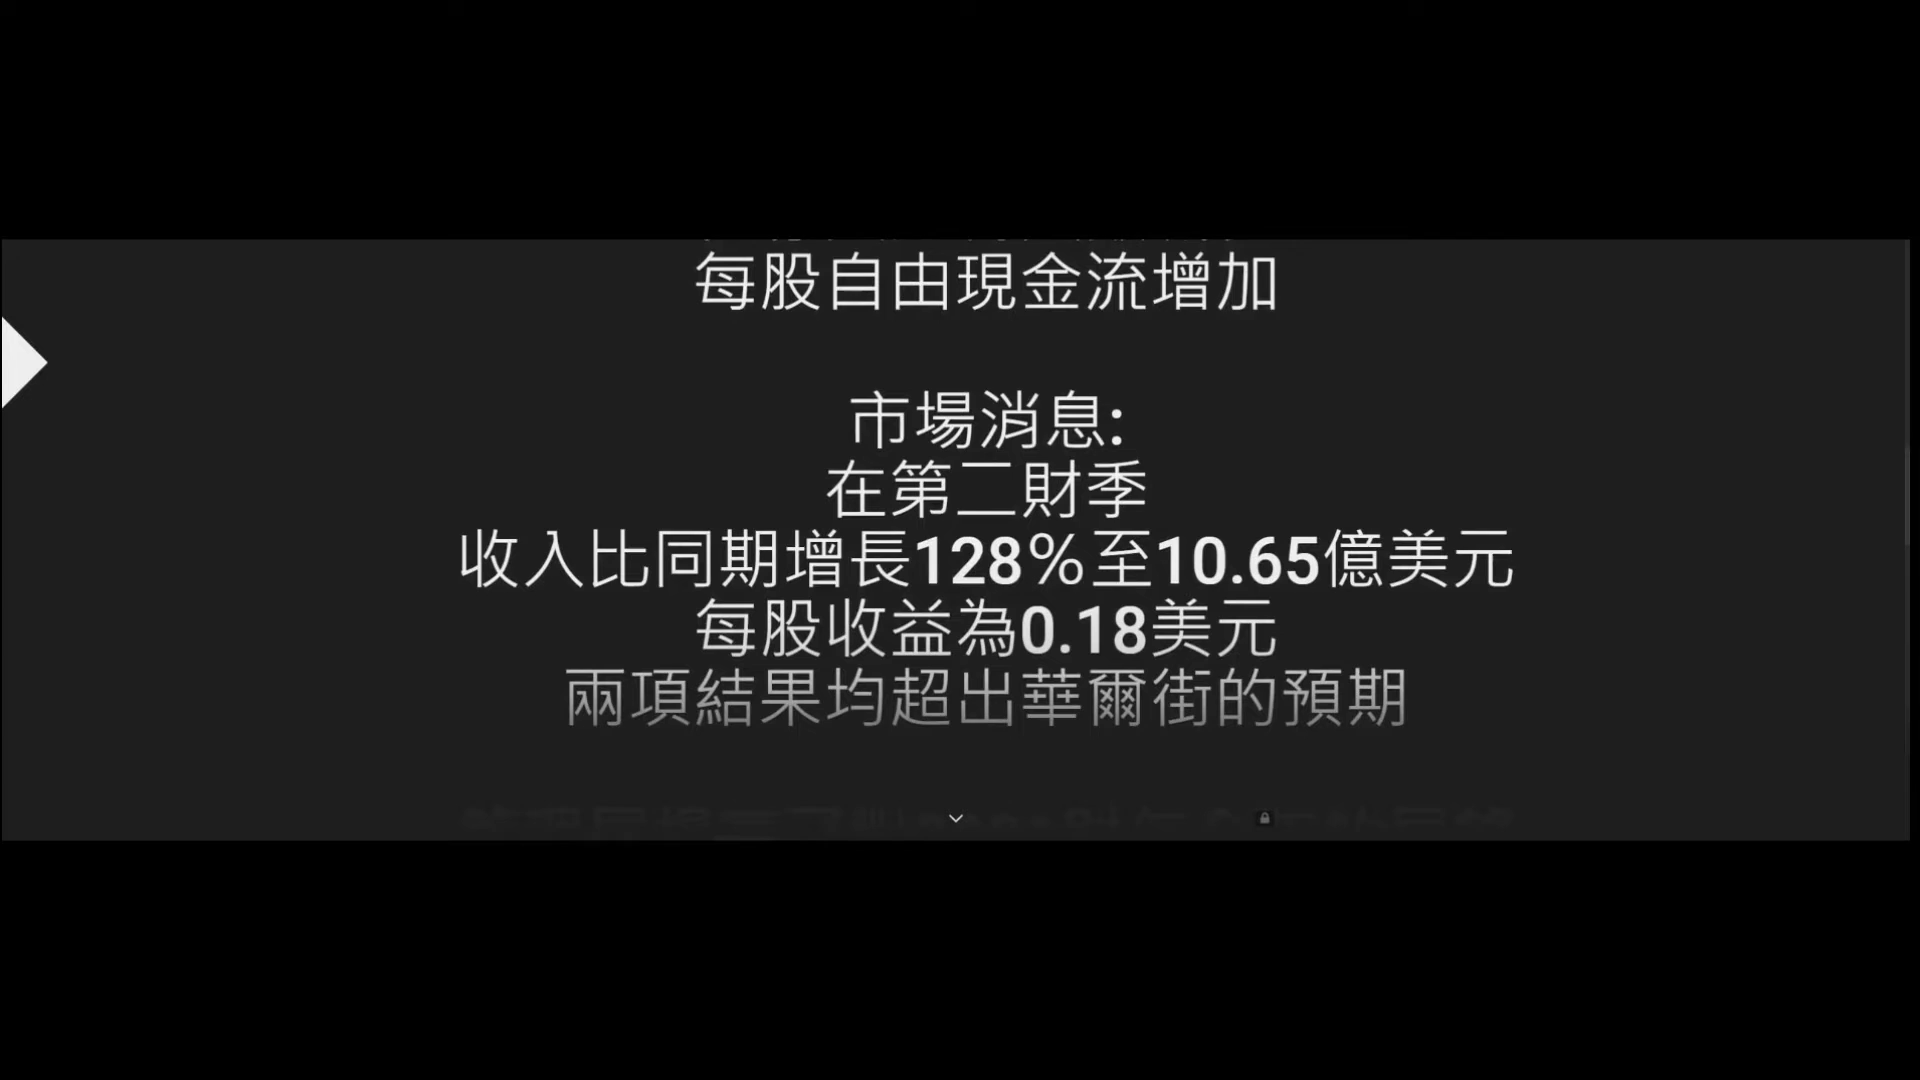 每股自由現金流增加
市場消息:
在第二財季
收入比同期增長128%至10.65億美元
每股收益為0.18美元
兩項結果均超出華爾街的預期